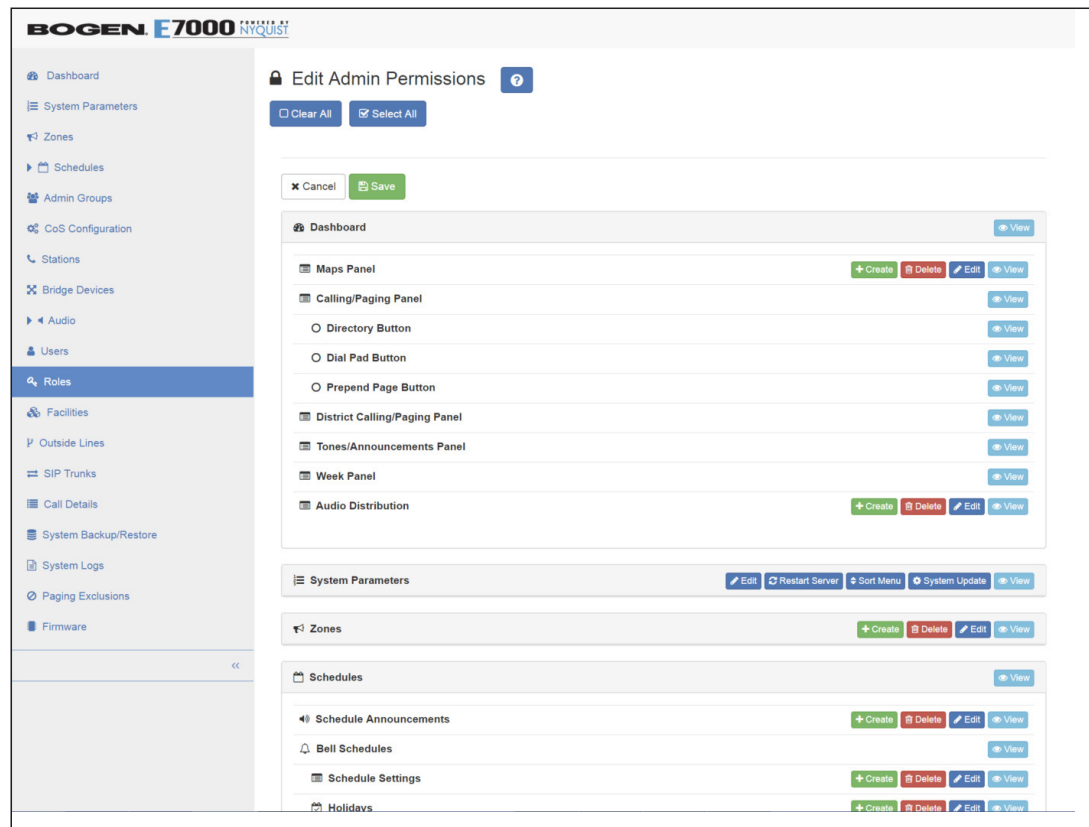 BOGEN. E7000 POWERED BY NYQUIST
Dashboard
System Parameters
Zones
Schedules
Admin Groups
CoS Configuration
Stations
Bridge Devices
Audio
Users
Roles
Facilities
Outside Lines
SIP Trunks
Call Details
System Backup/Restore
System Logs
Paging Exclusions
Firmware
«
Edit Admin Permissions ?
Clear All Select All
Cancel Save
Dashboard View
Maps Panel + Create Delete Edit View
Calling/Paging Panel View
Directory Button View
Dial Pad Button View
Prepend Page Button View
District Calling/Paging Panel View
Tones/Announcements Panel View
Week Panel View
Audio Distribution + Create Delete Edit View
System Parameters Edit Restart Server Sort Menu System Update View
Zones + Create Delete Edit View
Schedules View
Schedule Announcements + Create Delete Edit View
Bell Schedules View
Schedule Settings + Create Delete Edit View
Holidays + Create Delete Edit View